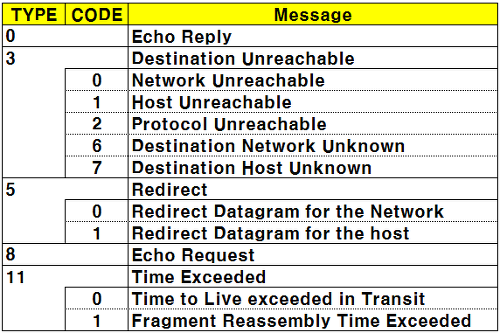 TYPE CODE Message
0 Echo Reply
3 Destination Unreachable
0 Network Unreachable
1 Host Unreachable
2 Protocol Unreachable
6 Destination Network Unknown
7 Destination Host Unknown
5 Redirect
0 Redirect Datagram for the Network
1 Redirect Datagram for the host
8 Echo Request
11 Time Exceeded
0 Time to Live exceeded in Transit
1 Fragment Reassembly Time Exceeded